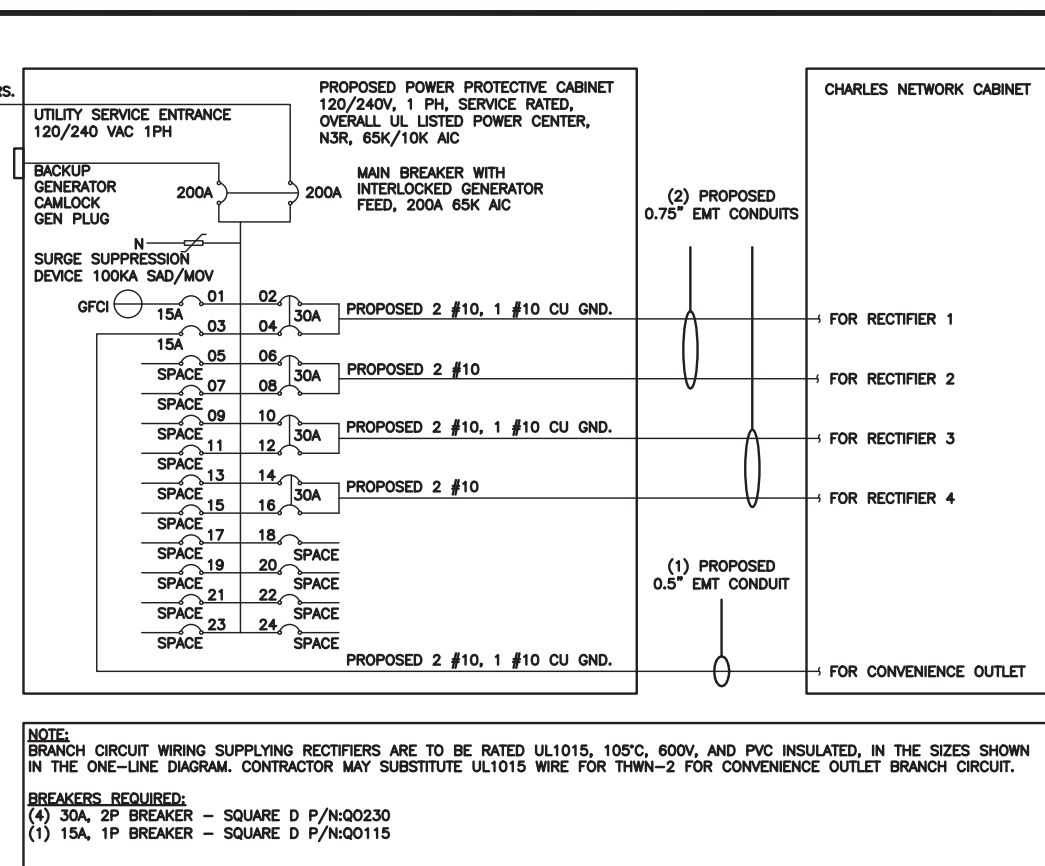 RS.
UTILITY SERVICE ENTRANCE
120/240 VAC 1PH
PROPOSED POWER PROTECTIVE CABINET
120/240V, 1 PH, SERVICE RATED,
OVERALL UL LISTED POWER CENTER,
N3R, 65K/10K AIC
CHARLES NETWORK CABINET
BACKUP
GENERATOR
CAMLOCK
GEN PLUG
200A
200A
MAIN BREAKER WITH
INTERLOCKED GENERATOR
FEED, 200A 65K AIC
(2) PROPOSED
0.75" EMT CONDUITS
N
SURGE SUPPRESSION
DEVICE 100KA SAD/MOV
GFCI
15A
01
02
30A
PROPOSED 2 #10, 1 #10 CU GND.
FOR RECTIFIER 1
15A
03
04
SPACE
05
06
30A
PROPOSED 2 #10
FOR RECTIFIER 2
SPACE
07
08
SPACE
09
10
30A
PROPOSED 2 #10, 1 #10 CU GND.
FOR RECTIFIER 3
SPACE
11
12
SPACE
13
14
30A
PROPOSED 2 #10
FOR RECTIFIER 4
SPACE
15
16
SPACE
17
18
SPACE
SPACE
19
20
SPACE
SPACE
21
22
SPACE
SPACE
23
24
SPACE
(1) PROPOSED
0.5" EMT CONDUIT
PROPOSED 2 #10, 1 #10 CU GND.
FOR CONVENIENCE OUTLET
NOTE:
BRANCH CIRCUIT WIRING SUPPLYING RECTIFIERS ARE TO BE RATED UL1015, 105°C, 600V, AND PVC INSULATED, IN THE SIZES SHOWN
IN THE ONE-LINE DIAGRAM. CONTRACTOR MAY SUBSTITUTE UL1015 WIRE FOR THWN-2 FOR CONVENIENCE OUTLET BRANCH CIRCUIT.
BREAKERS REQUIRED:
(4) 30A, 2P BREAKER - SQUARE D P/N:QO230
(1) 15A, 1P BREAKER - SQUARE D P/N:QO115